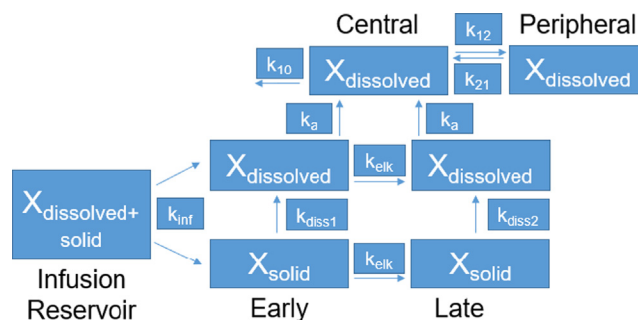 Central Peripheral
k12
k10
Xdissolved
k21
Xdissolved
ka
ka
Xdissolved
kelk
Xdissolved
Xdissolved+
solid
kinf
kdiss1
kdiss2
Xsolid
kelk
Xsolid
Infusion
Reservoir
Early
Late